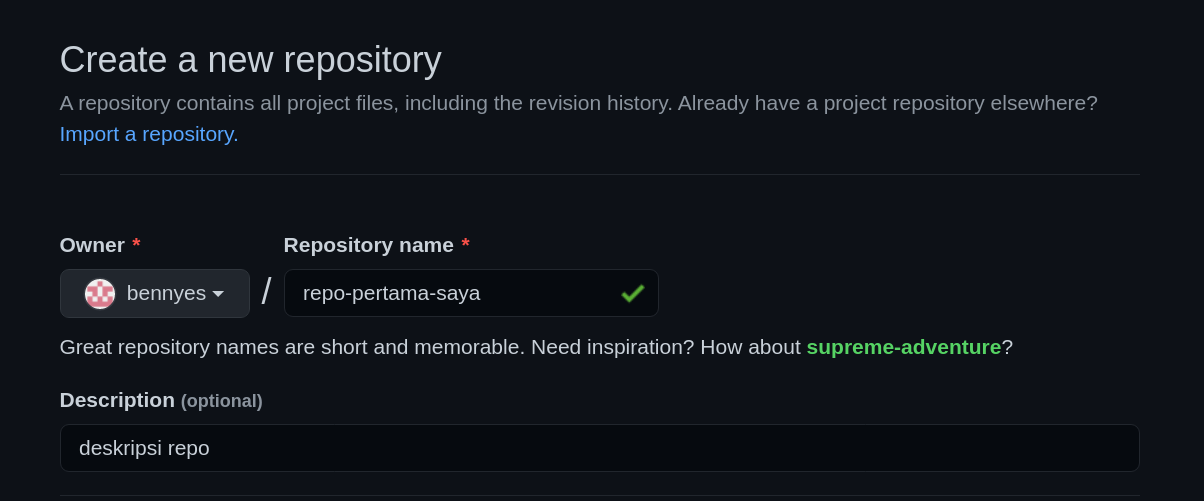 Create a new repository
A repository contains all project files, including the revision history. Already have a project repository elsewhere?
Import a repository.
Owner * Repository name *
bennyes / repo-pertama-saya
Great repository names are short and memorable. Need inspiration? How about supreme-adventure?
Description (optional)
deskripsi repo